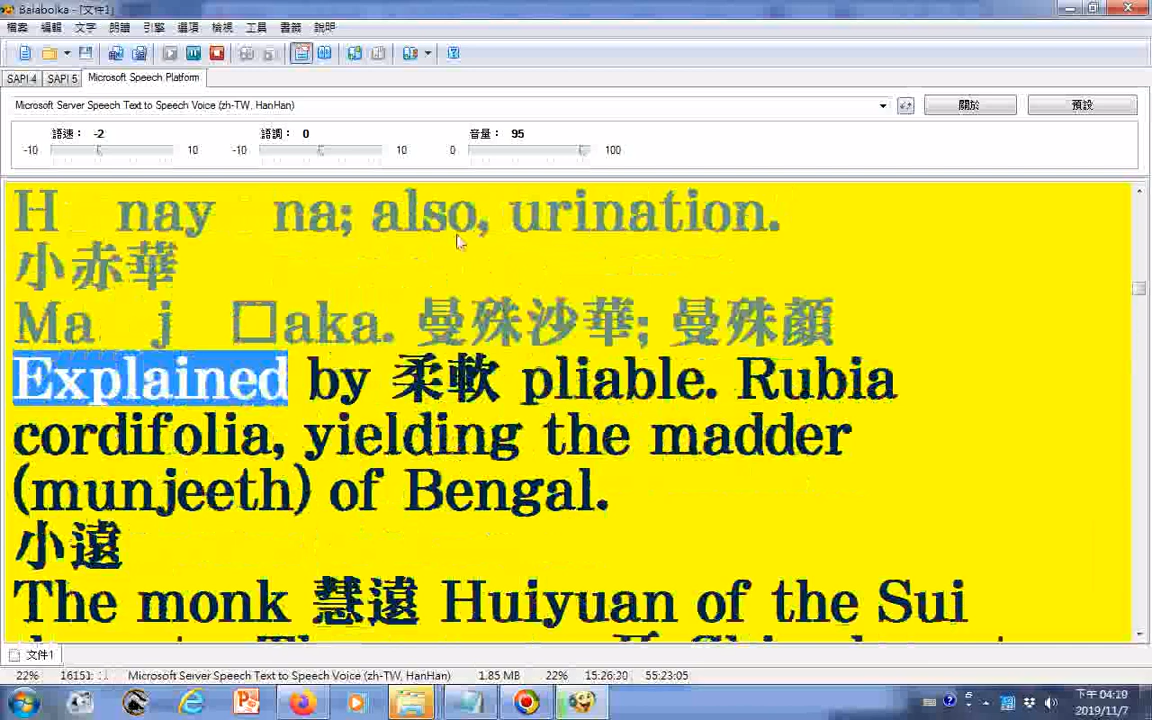 Balabolka - [文件1]
檔案 編輯 文字 朗讀 引擎 選項 檢視 工具 書籤 說明
SAPI 4 SAPI 5 Microsoft Speech Platform
Microsoft Server Speech Text to Speech Voice (zh-TW, HanHan) 關於 預設
語速： -2 語調： 0 音量： 95
-10 10 -10 10 0 100
H nay na; also, urination.
小赤華
Ma j □aka. 曼殊沙華; 曼殊顏
Explained by 柔軟 pliable. Rubia
cordifolia, yielding the madder
(munjeeth) of Bengal.
小遠
The monk 慧遠 Huiyuan of the Sui
文件1
22% 16151: Microsoft Server Speech Text to Speech Voice (zh-TW, HanHan) 1.85 MB 22% 15:26:20 55:23:05
下午 04:19
2019/11/7